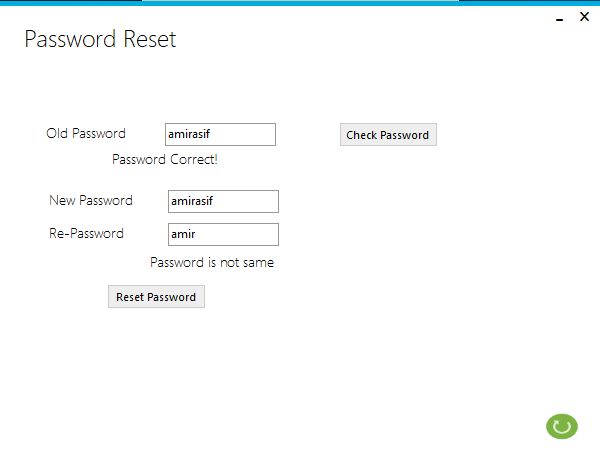 Password Reset
Old Password amirasif Check Password
Password Correct!
New Password amirasif
Re-Password amir
Password is not same
Reset Password